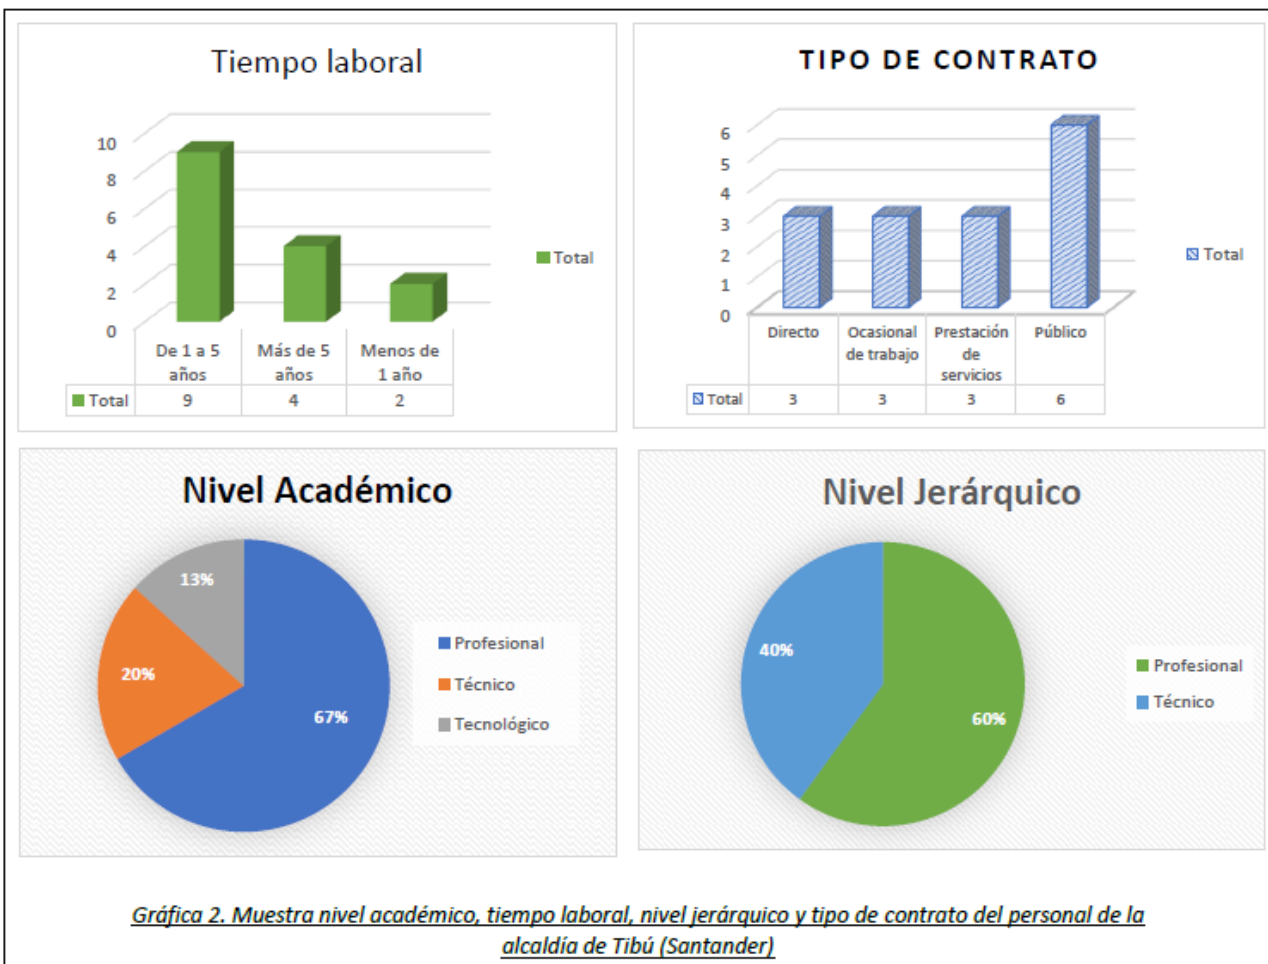 Tiempo laboral
10
8
6
4
2
0
De 1 a 5 años
Más de 5 años
Menos de 1 año
Total 9 4 2
Total
TIPO DE CONTRATO
6
5
4
3
2
1
0
Directo
Ocasional de trabajo
Prestación de servicios
Público
Total 3 3 3 6
Total
Nivel Académico
13%
20%
67%
Profesional
Técnico
Tecnológico
Nivel Jerárquico
40%
60%
Profesional
Técnico
Gráfica 2. Muestra nivel académico, tiempo laboral, nivel jerárquico y tipo de contrato del personal de la
alcaldía de Tibú (Santander)